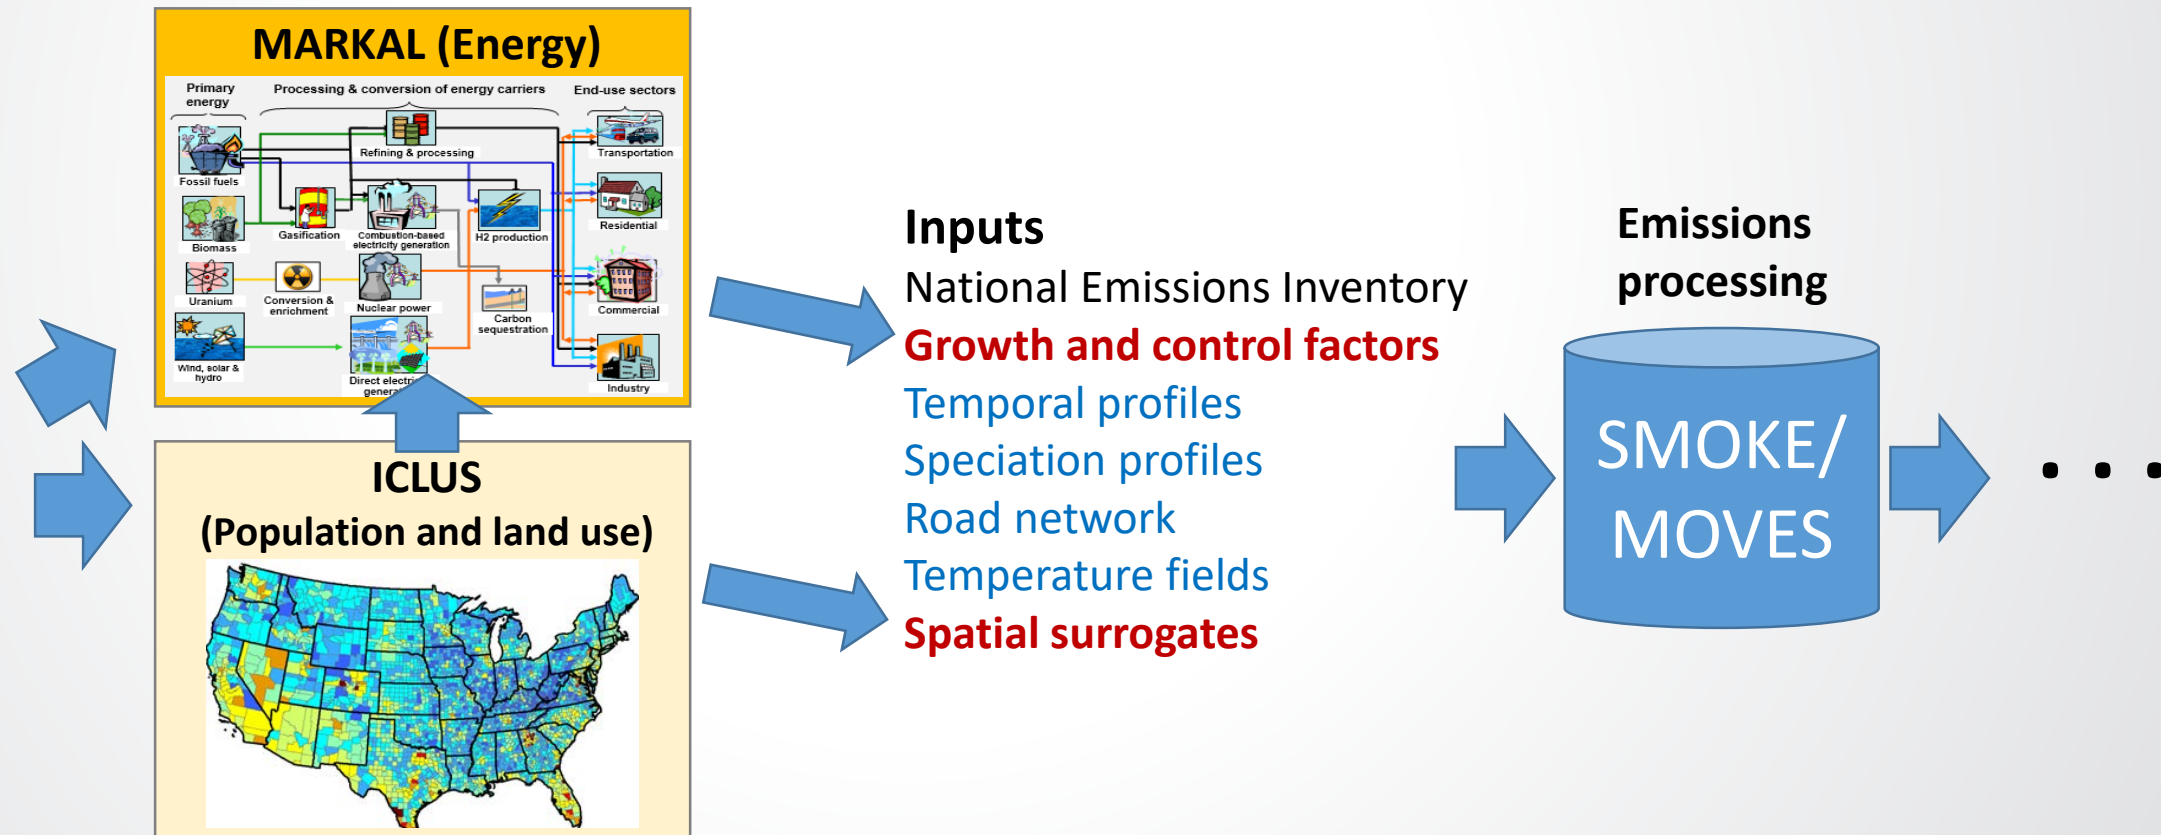 MARKAL (Energy)
Primary
energy
Processing & conversion of energy carriers
End-use sectors
Fossil fuels
Refining & processing
Transportation
Biomass
Gasification
Combustion-based
electricity generation
H2 production
Residential
Uranium
Conversion &
enrichment
Nuclear power
Carbon
sequestration
Commercial
Wind, solar &
hydro
Direct electri
genera
Industry
ICLUS
(Population and land use)
Inputs
National Emissions Inventory
Growth and control factors
Temporal profiles
Speciation profiles
Road network
Temperature fields
Spatial surrogates
Emissions
processing
SMOKE/
MOVES
. . .